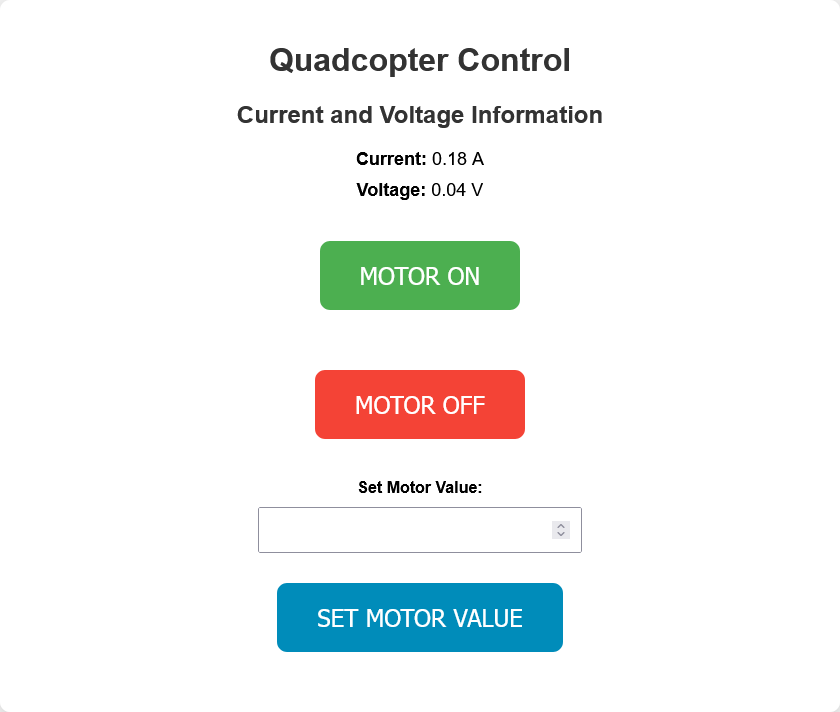 Quadcopter Control
Current and Voltage Information
Current: 0.18 A
Voltage: 0.04 V
MOTOR ON
MOTOR OFF
Set Motor Value:
SET MOTOR VALUE